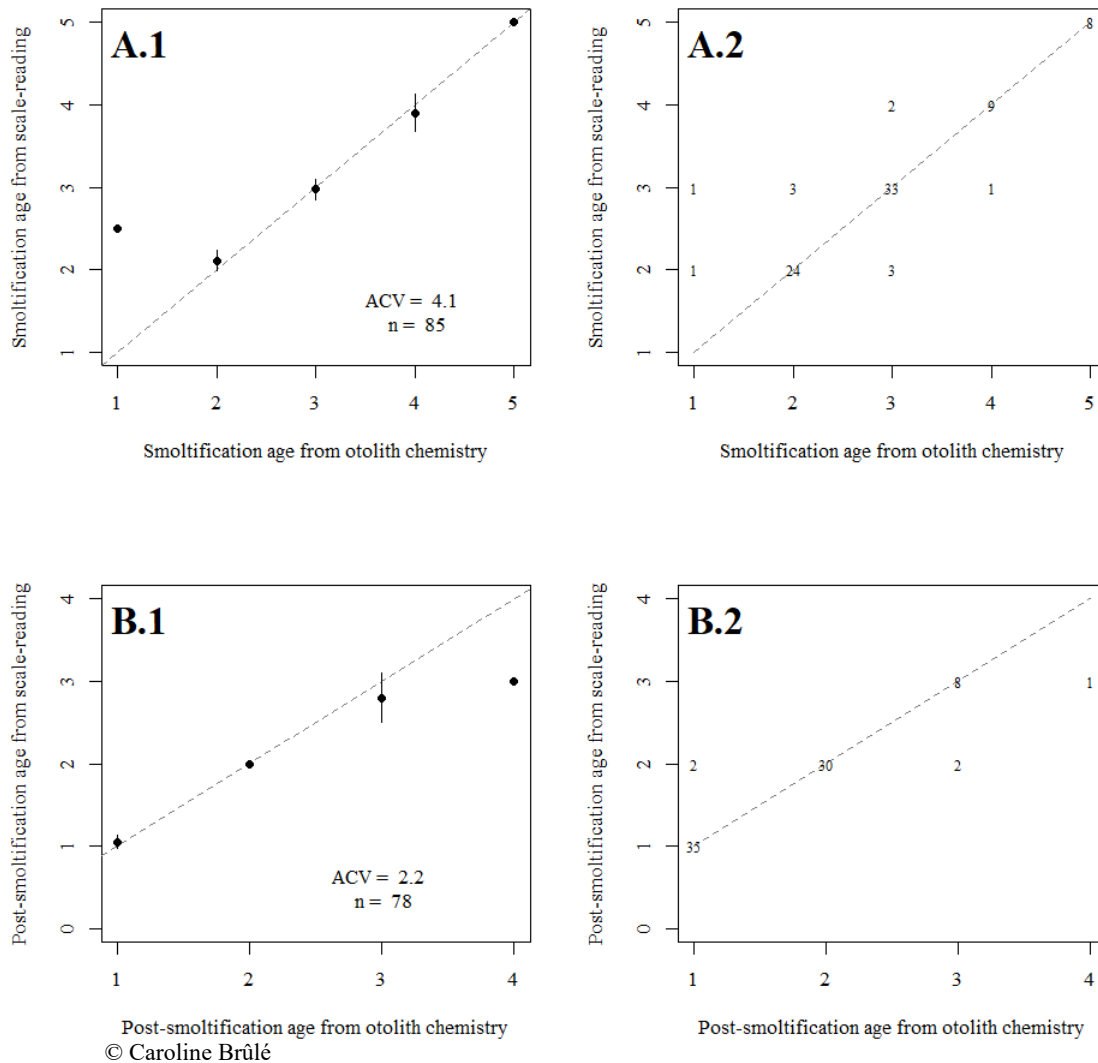 A.1
Smoltification age from scale-reading
5
4
3
2
1
ACV = 4.1
n = 85
1 2 3 4 5
Smoltification age from otolith chemistry
A.2
Smoltification age from scale-reading
5 8
4 2 9
3 1 3 33 1
2 1 24 3
1
1 2 3 4 5
Smoltification age from otolith chemistry
B.1
Post-smoltification age from scale-reading
4
3
2
1
0
ACV = 2.2
n = 78
1 2 3 4
Post-smoltification age from otolith chemistry
B.2
Post-smoltification age from scale-reading
4
3 8 1
2 2 30 2
1 35
0
1 2 3 4
Post-smoltification age from otolith chemistry
© Caroline Brûlé